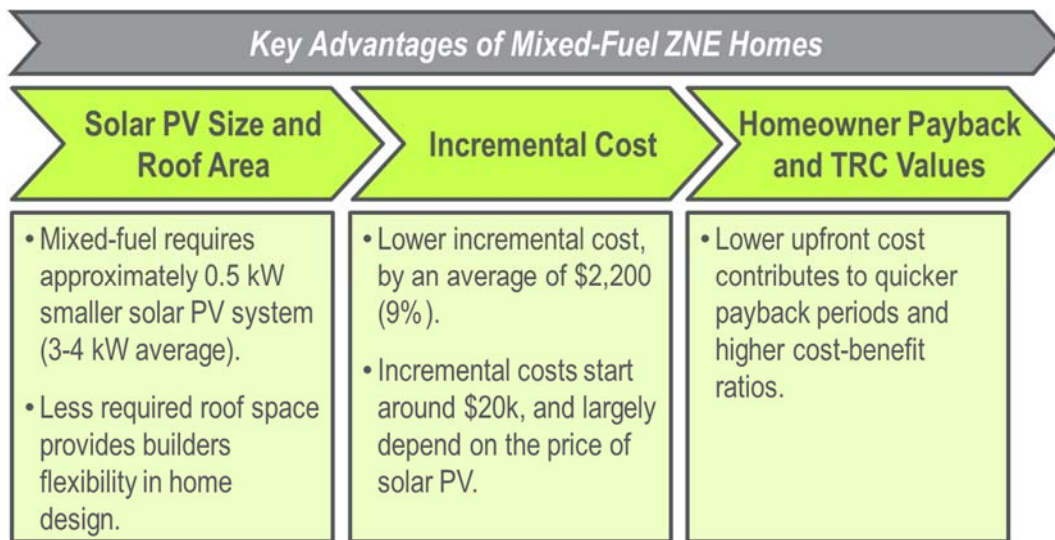 Key Advantages of Mixed-Fuel ZNE Homes
Solar PV Size and
Roof Area
• Mixed-fuel requires
approximately 0.5 kW
smaller solar PV system
(3-4 kW average).
• Less required roof space
provides builders
flexibility in home
design.
Incremental Cost
• Lower incremental cost,
by an average of $2,200
(9%).
• Incremental costs start
around $20k, and largely
depend on the price of
solar PV.
Homeowner Payback
and TRC Values
• Lower upfront cost
contributes to quicker
payback periods and
higher cost-benefit
ratios.